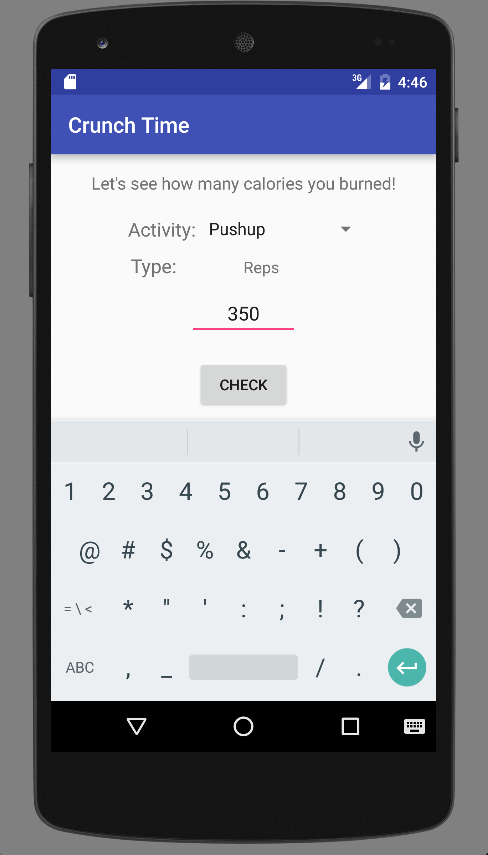 3G 4:46
Crunch Time
Let's see how many calories you burned!
Activity: Pushup
Type: Reps
350
CHECK
1 2 3 4 5 6 7 8 9 0
@ # $ % & - + ( )
= \ < * " ' : ; ! ?
ABC , _ / .